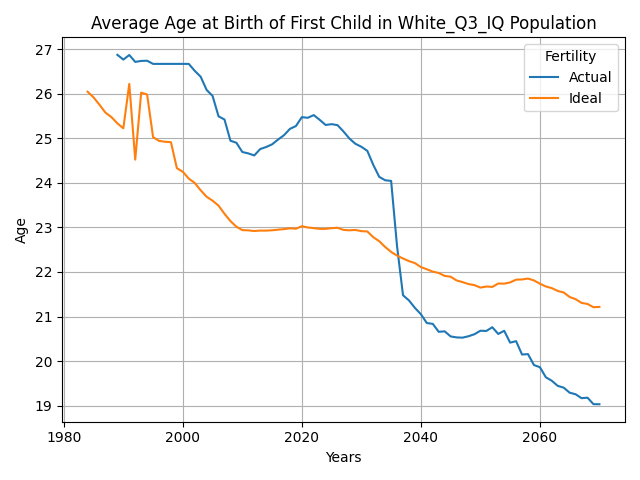 Average Age at Birth of First Child in White_Q3_IQ Population
Fertility
Actual
Ideal
Age
27
26
25
24
23
22
21
20
19
1980
2000
2020
2040
2060
Years